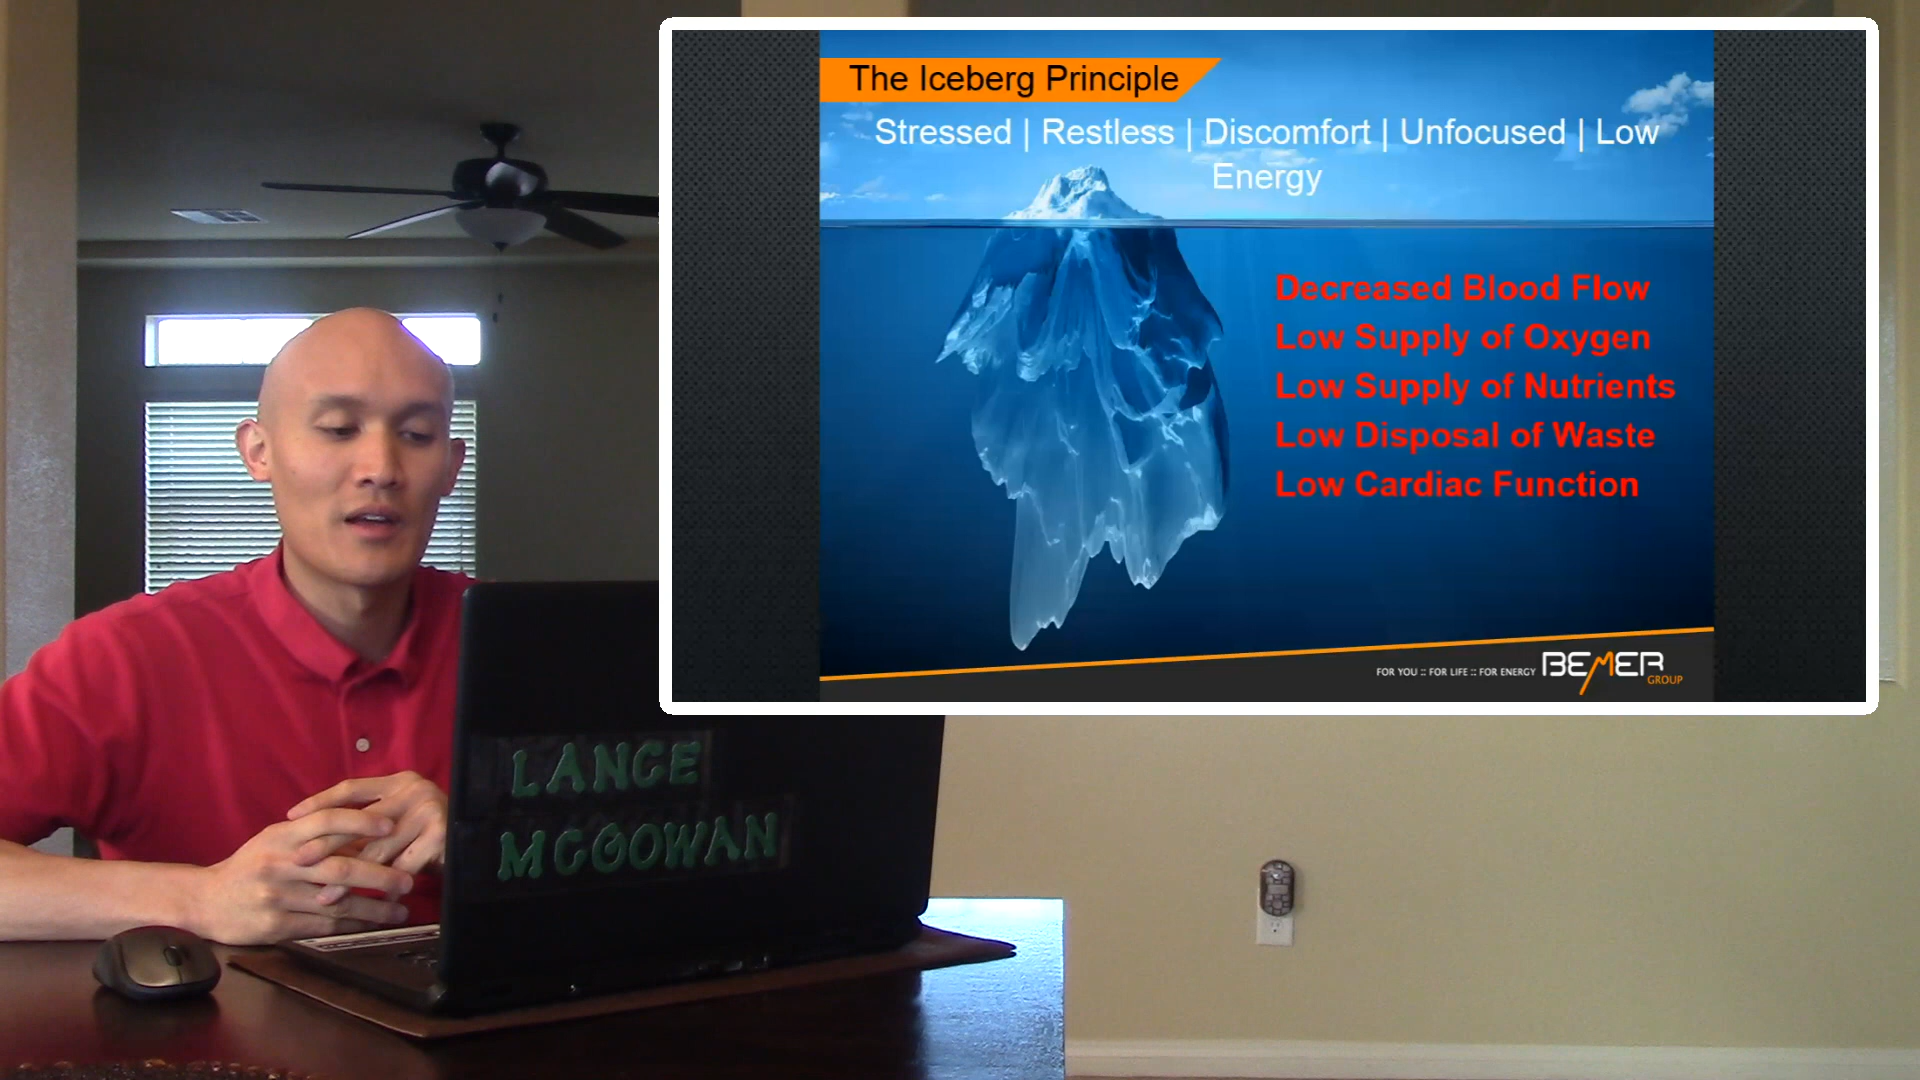 The Iceberg Principle
Stressed | Restless | Discomfort | Unfocused | Low
Energy
Decreased Blood Flow
Low Supply of Oxygen
Low Supply of Nutrients
Low Disposal of Waste
Low Cardiac Function
FOR YOU :: FOR LIFE :: FOR ENERGY BEMER
GROUP
LANCE
MCGOWAN